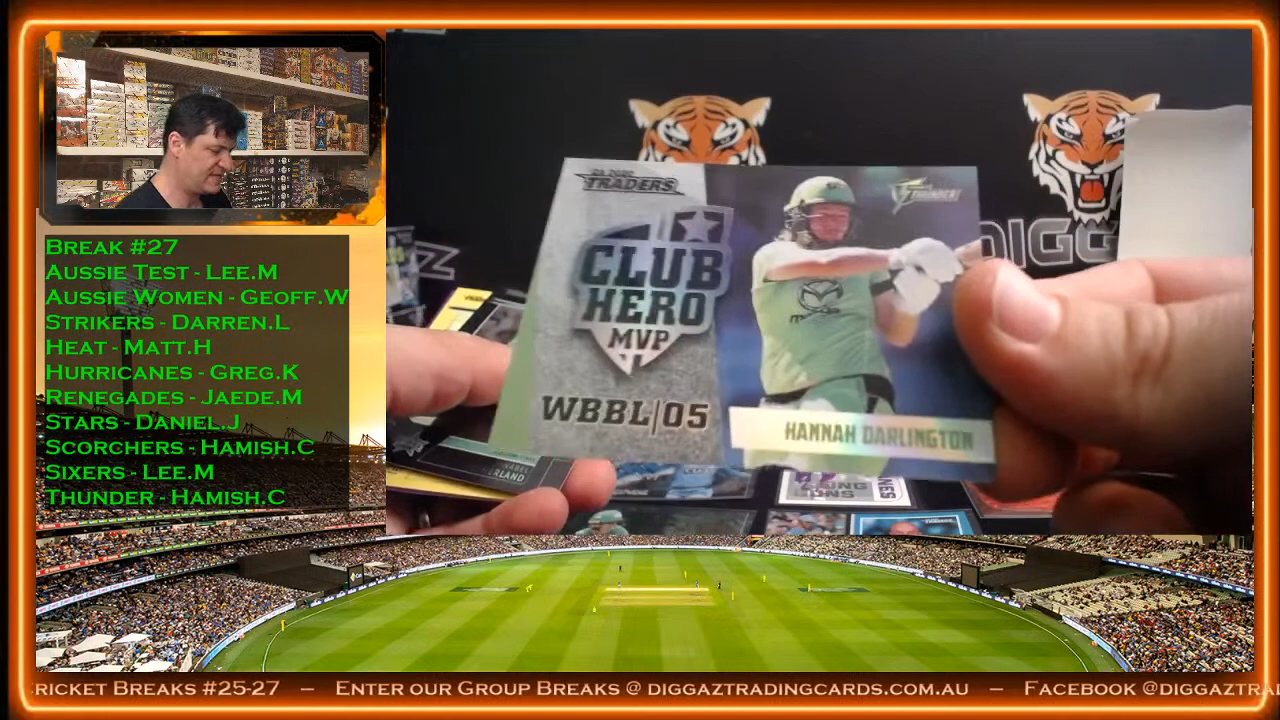 BREAK #27
AUSSIE TEST - LEE.M
AUSSIE WOMEN - GEOFF.W
STRIKERS - DARREN.L
HEAT - MATT.H
HURRICANES - GREG.K
RENEGADES - JAEDE.M
STARS - DANIEL.J
SCORCHERS - HAMISH.C
SIXERS - LEE.M
THUNDER - HAMISH.C
TRADERS
THUNDER
CLUB
HERO
MVP
WBBL|05
HANNAH DARLINGTON
DIGG
RICKET BREAKS #25-27 – ENTER OUR GROUP BREAKS @ DIGGAZTRADINGCARDS.COM.AU – FACEBOOK @DIGGAZTRAD